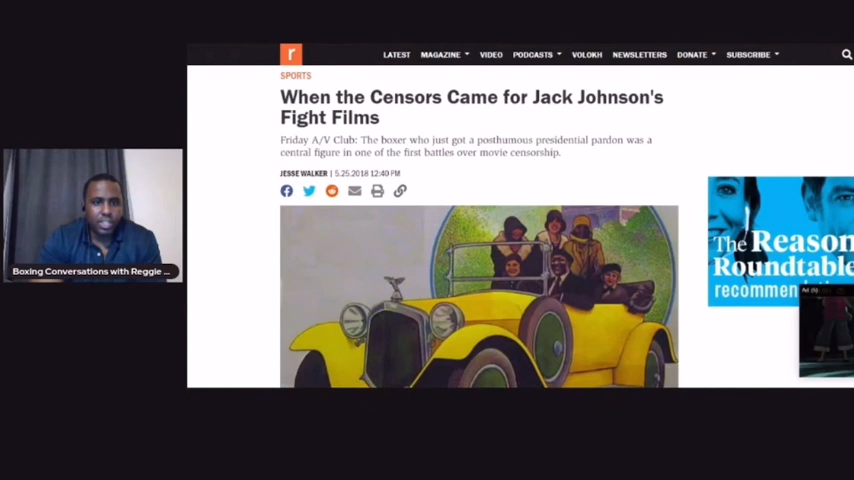 r
LATEST MAGAZINE VIDEO PODCASTS VOLOKH NEWSLETTERS DONATE SUBSCRIBE
SPORTS
When the Censors Came for Jack Johnson's
Fight Films
Friday A/V Club: The boxer who just got a posthumous presidential pardon was a
central figure in one of the first battles over movie censorship.
JESSE WALKER | 5.25.2018 12:40 PM
Boxing Conversations with Reggie ...
The Reason
Roundtable
recommen